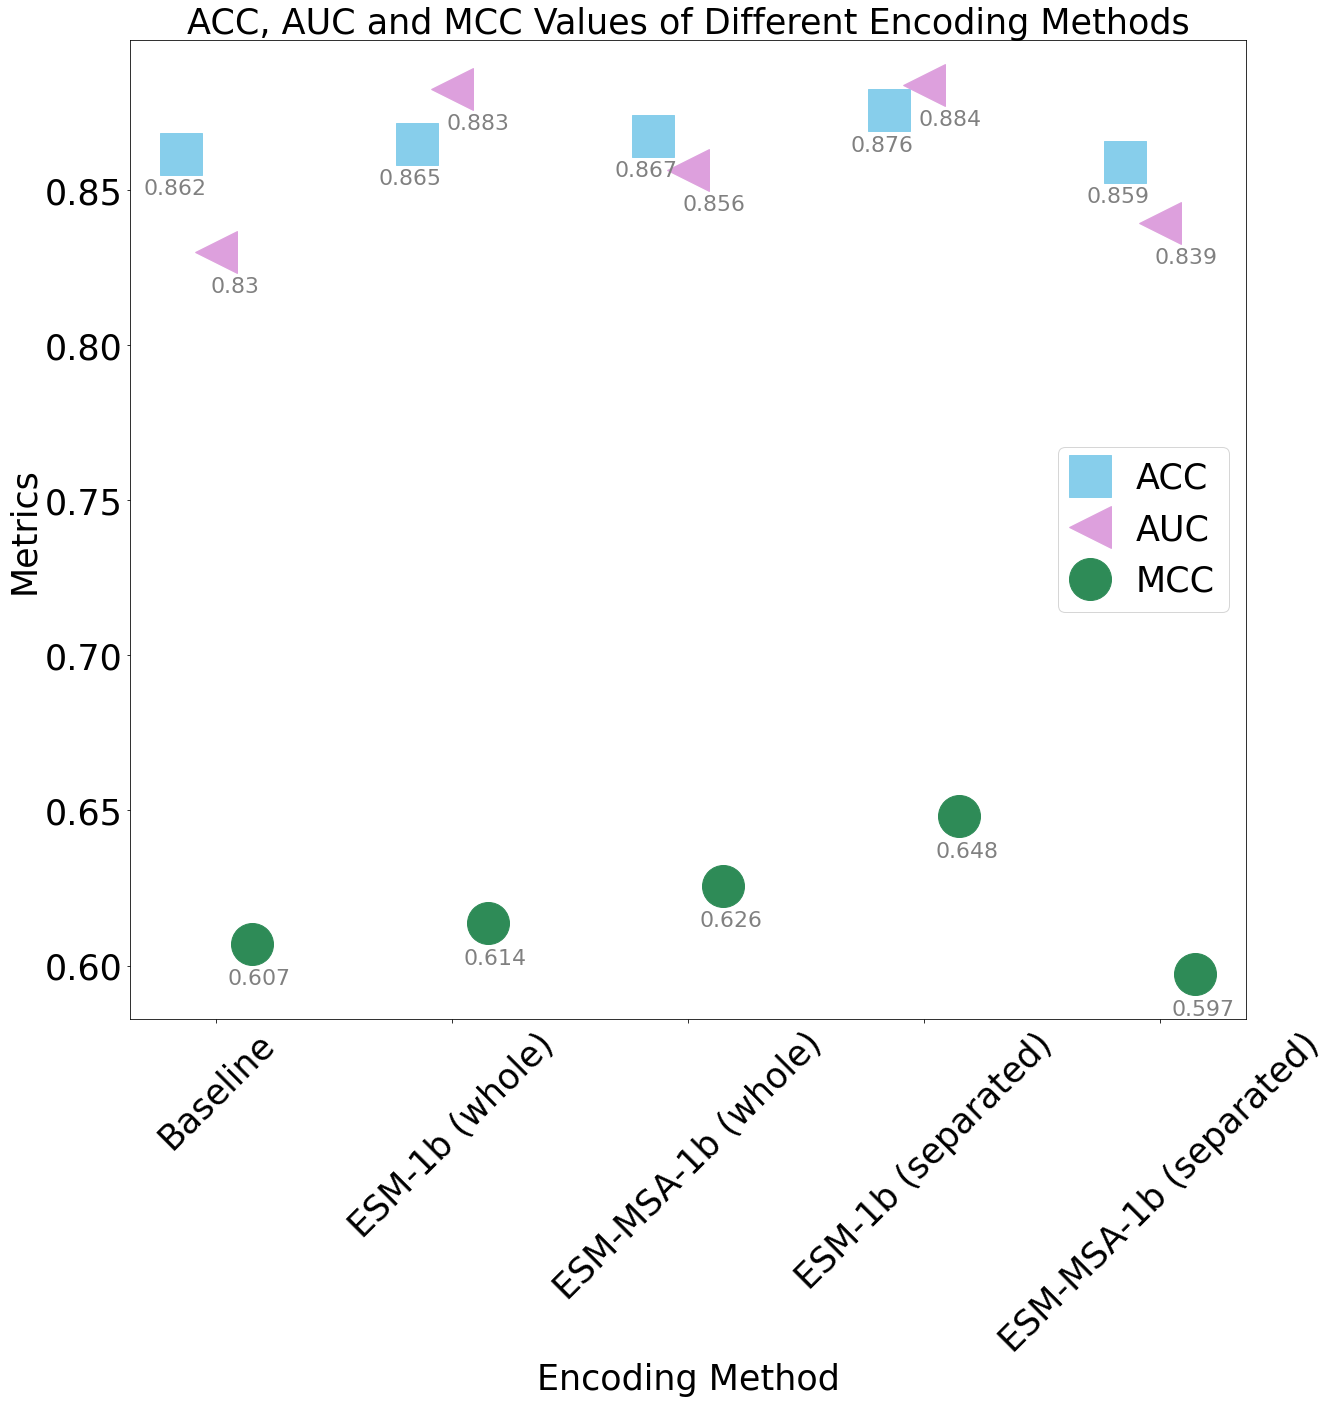 ACC, AUC and MCC Values of Different Encoding Methods
Metrics
0.85
0.80
0.75
0.70
0.65
0.60
0.862
0.83
0.607
0.865
0.883
0.614
0.867
0.856
0.626
0.876
0.884
0.648
0.859
0.839
0.597
ACC
AUC
MCC
Baseline
ESM-1b (whole)
ESM-MSA-1b (whole)
ESM-1b (separated)
ESM-MSA-1b (separated)
Encoding Method